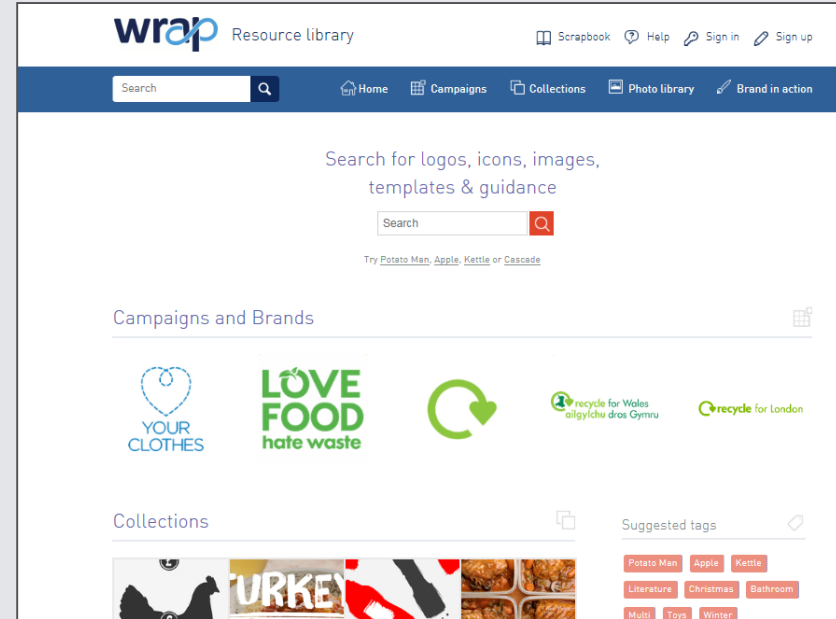 wrap Resource library
Scrapbook Help Sign in Sign up
Search Home Campaigns Collections Photo library Brand in action
Search for logos, icons, images,
templates & guidance
Search
Try Potato Man, Apple, Kettle or Cascade
Campaigns and Brands
YOUR
CLOTHES
LOVE
FOOD
hate waste
recycle for Wales
ailgylchu dros Gymru
recycle for London
Collections
Suggested tags
TURKEY
Potato Man Apple Kettle
Literature Christmas Bathroom
Multi Toys Winter